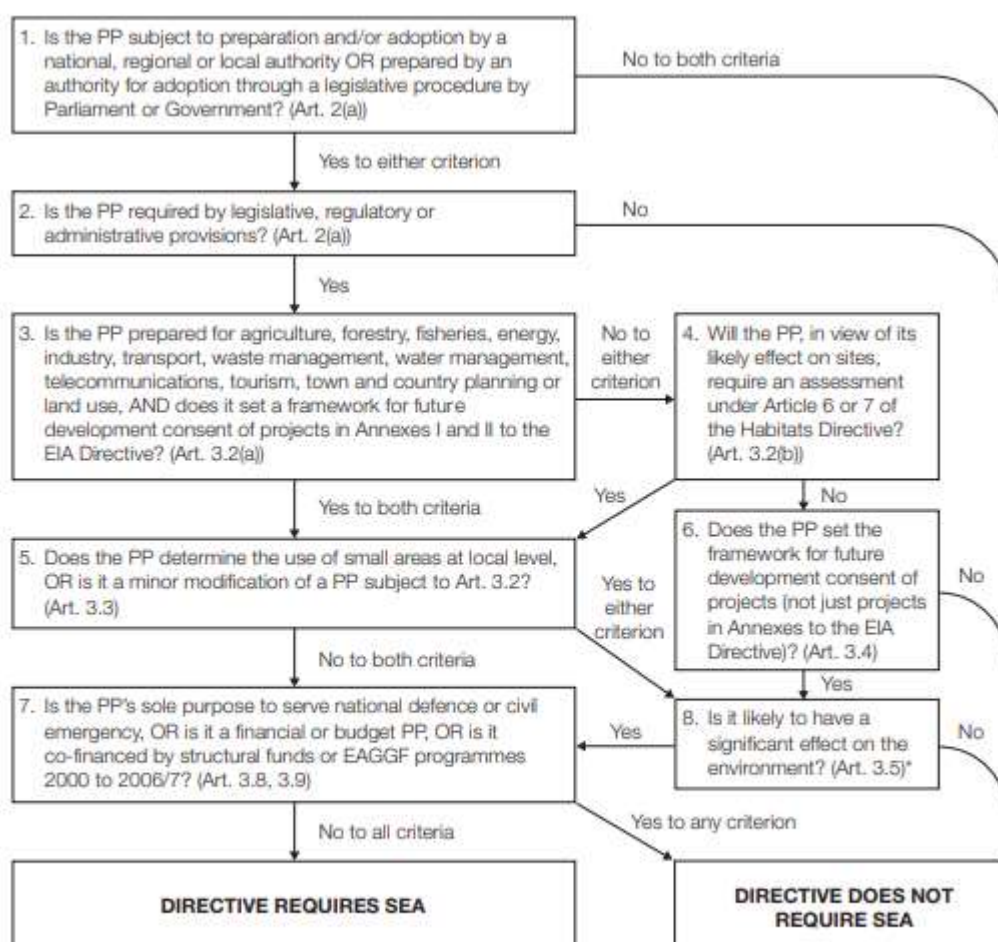 1. Is the PP subject to preparation and/or adoption by a
national, regional or local authority OR prepared by an
authority for adoption through a legislative procedure by
Parliament or Government? (Art. 2(a))
No to both criteria
Yes to either criterion
2. Is the PP required by legislative, regulatory or
administrative provisions? (Art. 2(a))
No
Yes
3. Is the PP prepared for agriculture, forestry, fisheries, energy,
industry, transport, waste management, water management,
telecommunications, tourism, town and country planning or
land use, AND does it set a framework for future
development consent of projects in Annexes I and II to the
EIA Directive? (Art. 3.2(a))
No to
either
criterion
4. Will the PP, in view of its
likely effect on sites,
require an assessment
under Article 6 or 7 of
the Habitats Directive?
(Art. 3.2(b))
Yes to both criteria
Yes
No
5. Does the PP determine the use of small areas at local level,
OR is it a minor modification of a PP subject to Art. 3.2?
(Art. 3.3)
Yes to
either
criterion
6. Does the PP set the
framework for future
development consent of
projects (not just projects
in Annexes to the EIA
Directive)? (Art. 3.4)
No
No to both criteria
Yes
7. Is the PP's sole purpose to serve national defence or civil
emergency, OR is it a financial or budget PP, OR is it
co-financed by structural funds or EAGGF programmes
2000 to 2006/7? (Art. 3.8, 3.9)
Yes
8. Is it likely to have a
significant effect on the
environment? (Art. 3.5)*
No
No to all criteria
Yes to any criterion
DIRECTIVE REQUIRES SEA
DIRECTIVE DOES NOT
REQUIRE SEA